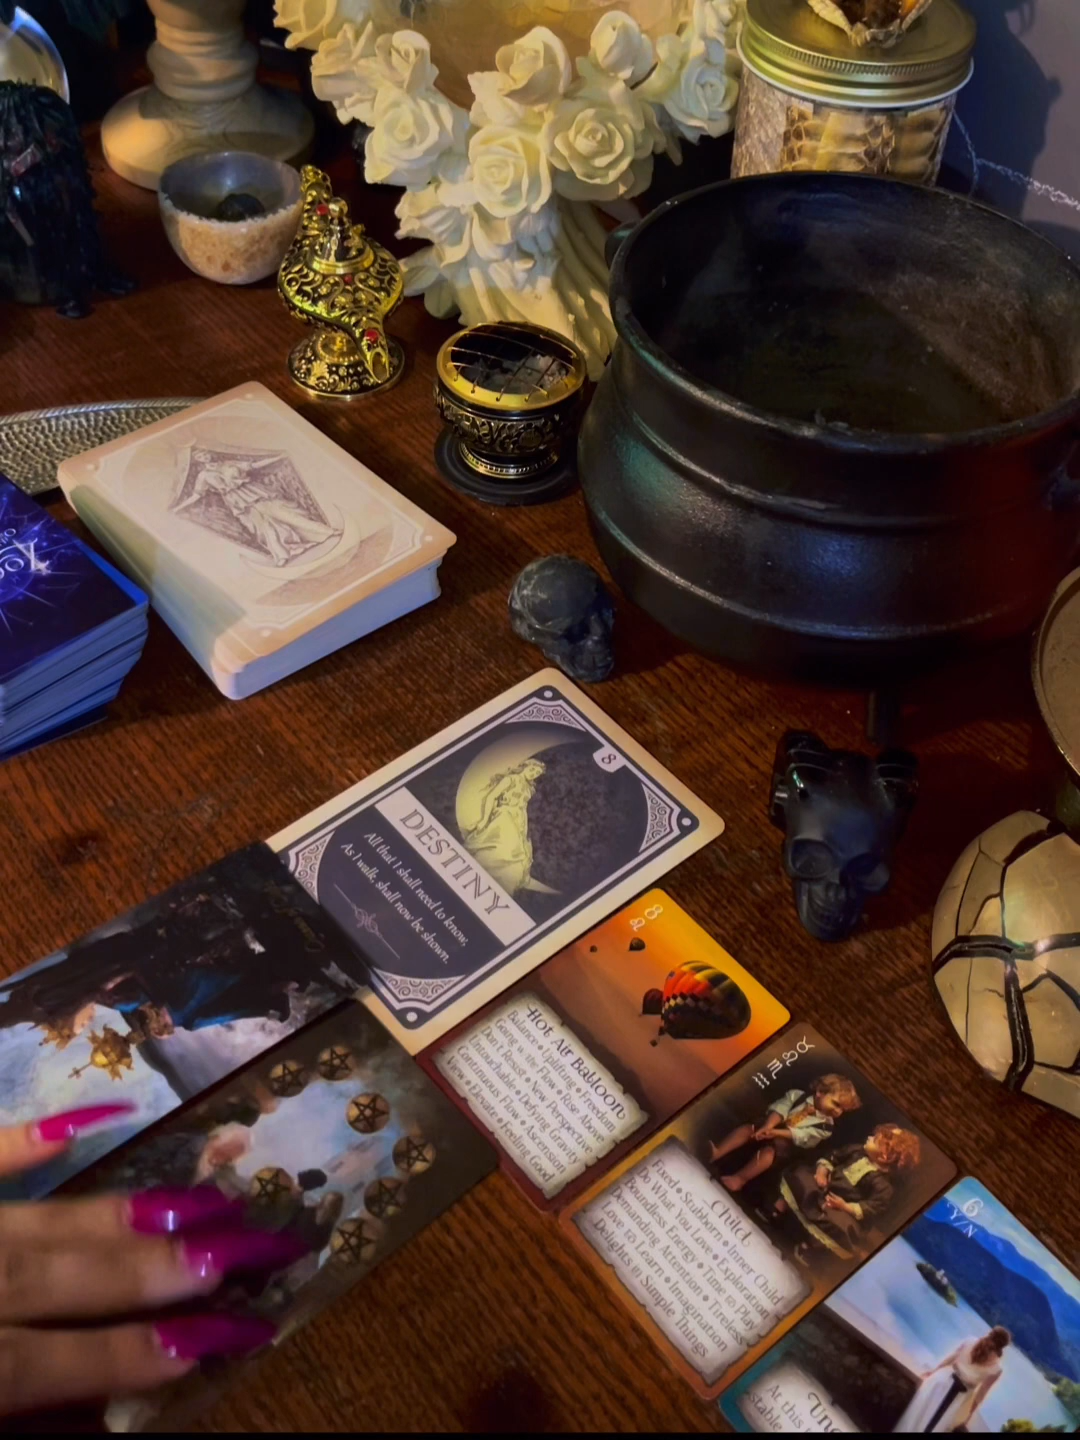 8
DESTINY
All that I shall need to know,
As I walk, shall now be shown.
8
♌
Hot Air Balloon
Balance • Uplifting • Freedom
Going w the Flow • Rise Above
Don't Resist • New Perspective
Untouchable • Defying Gravity
Continuous Flow • Ascension
View • Elevate • Feeling Good
Child
Fixed • Stubborn • Inner Child
Do What You Love • Exploration
Boundless Energy • Time to Play
Demanding Attention • Tireless
Love to Learn • Imagination
Delights in Simple Things
6
Y/N
At this